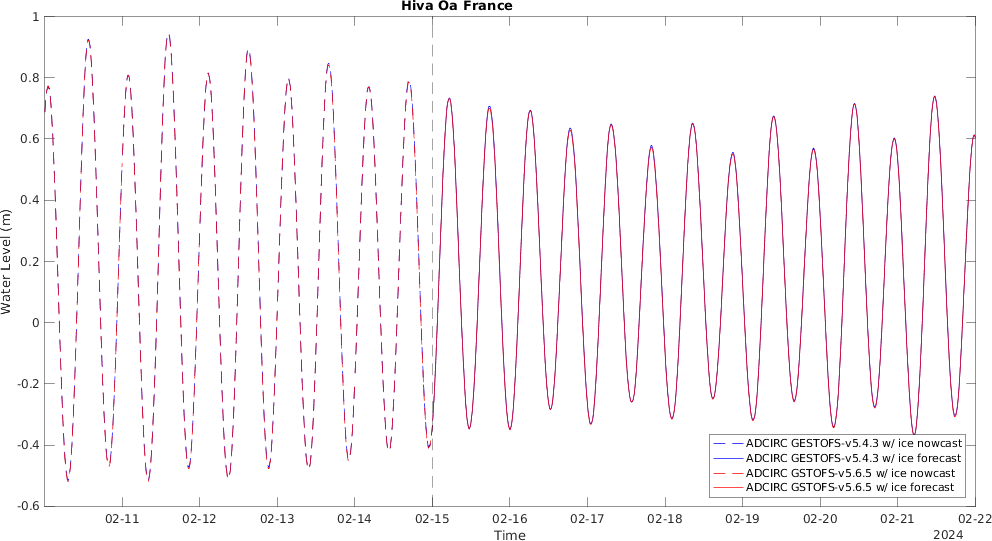 Hiva Oa France
Water Level (m)
1
0.8
0.6
0.4
0.2
0
-0.2
-0.4
-0.6
ADCIRC GESTOFS-v5.4.3 w/ ice nowcast
ADCIRC GESTOFS-v5.4.3 w/ ice forecast
ADCIRC GSTOFS-v5.6.5 w/ ice nowcast
ADCIRC GSTOFS-v5.6.5 w/ ice forecast
02-11 02-12 02-13 02-14 02-15 02-16 02-17 02-18 02-19 02-20 02-21 02-22
Time
2024